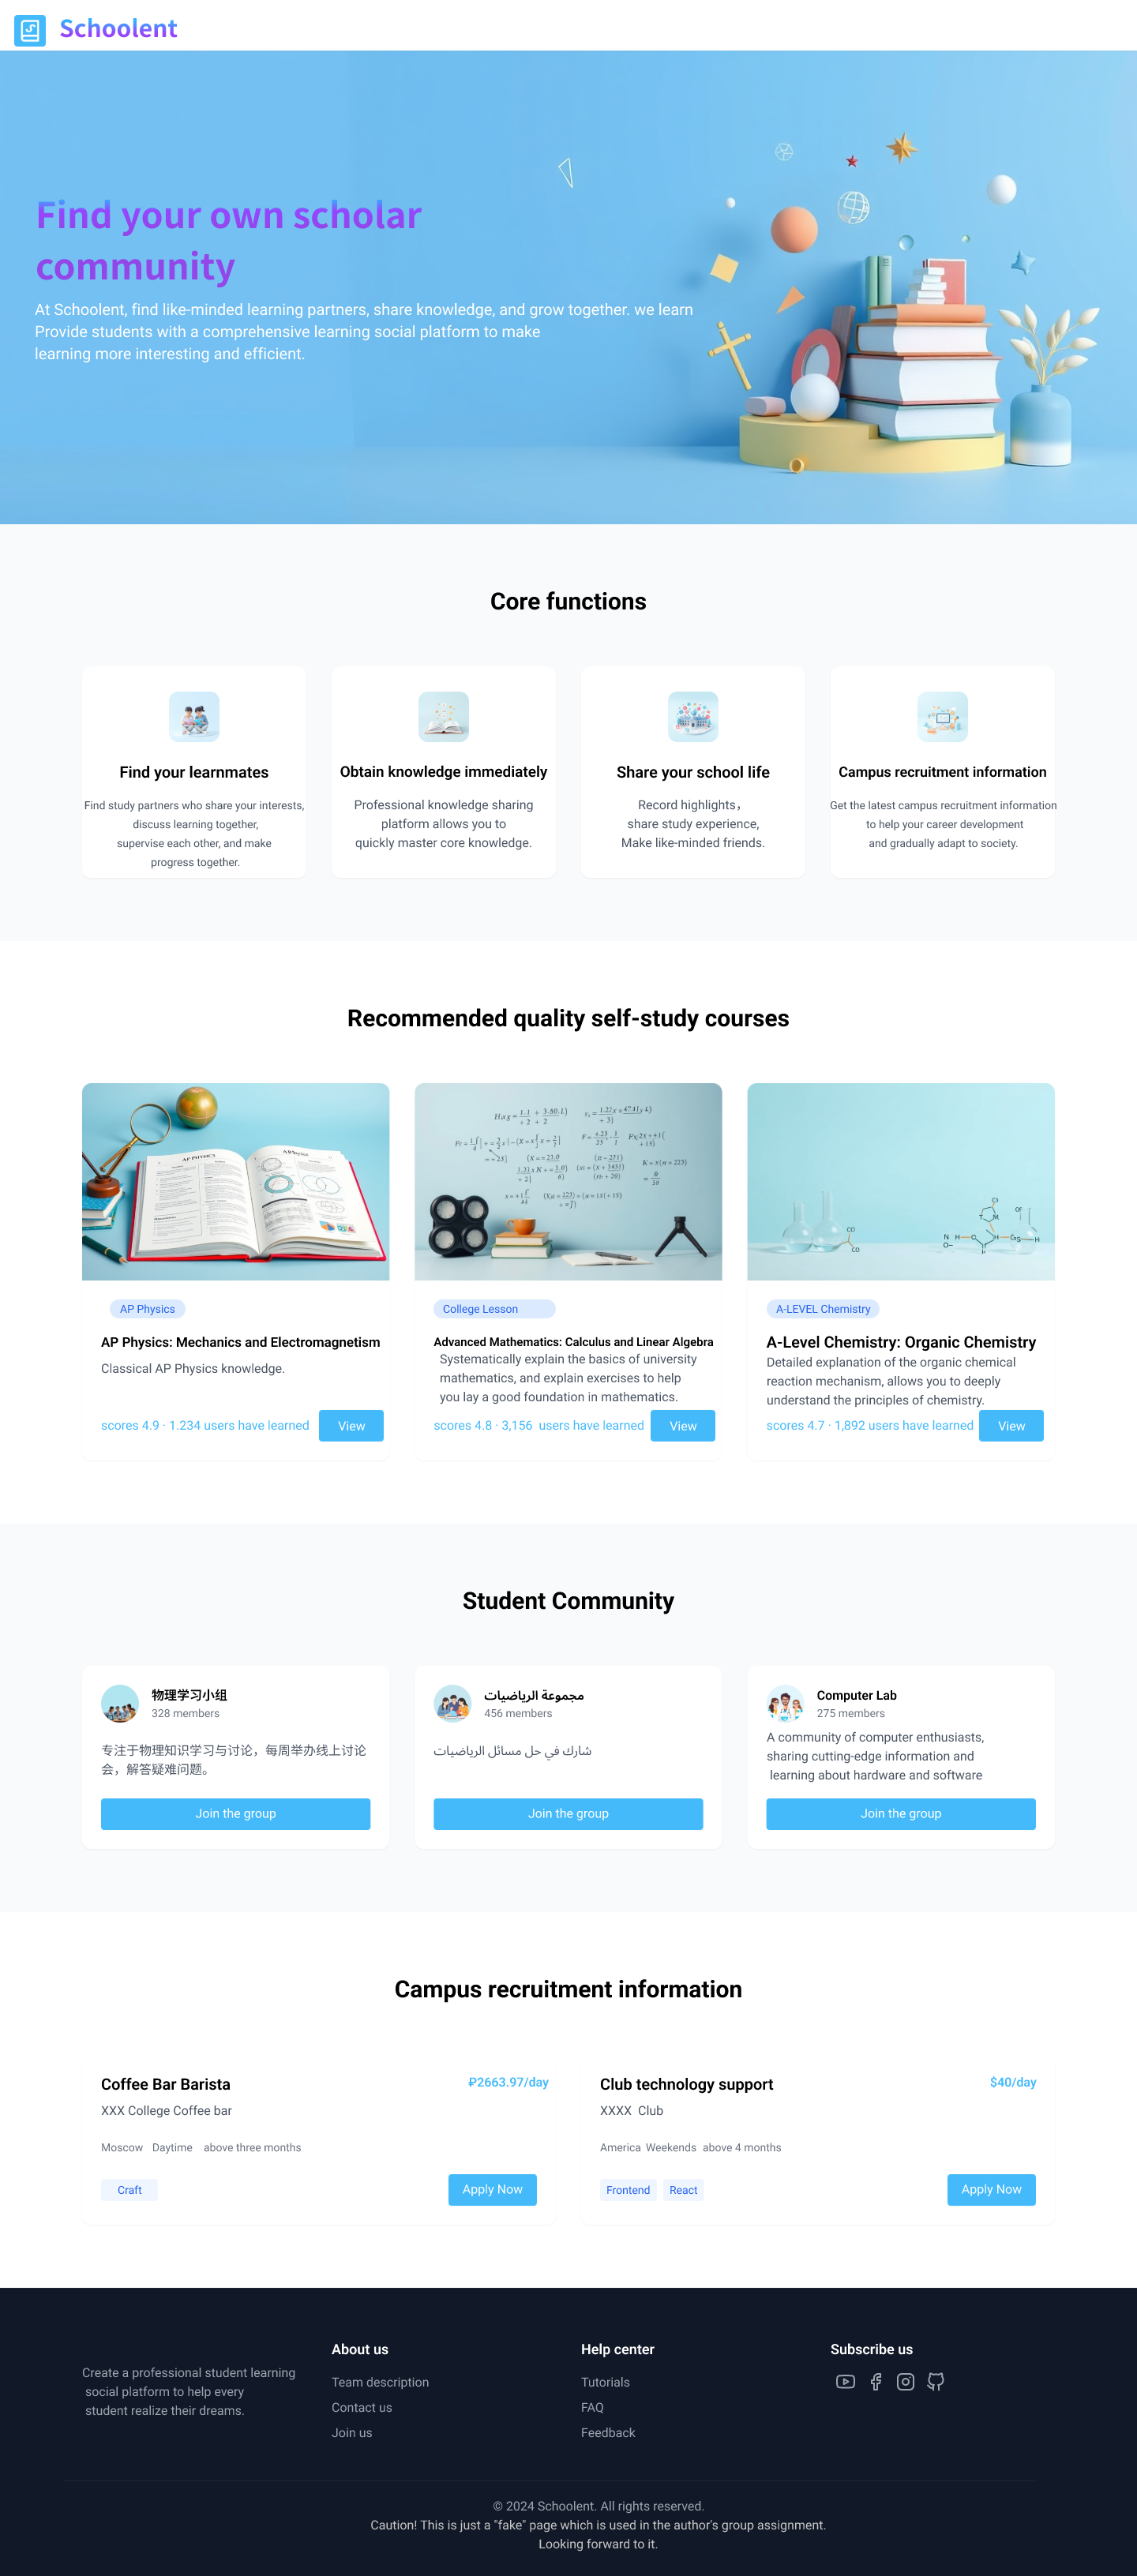 Schoolent
Find your own scholar
community
At Schoolent, find like-minded learning partners, share knowledge, and grow together. we learn
Provide students with a comprehensive learning social platform to make
learning more interesting and efficient.
Core functions
Find your learnmates
Find study partners who share your interests,
discuss learning together,
supervise each other, and make
progress together.
Obtain knowledge immediately
Professional knowledge sharing
platform allows you to
quickly master core knowledge.
Share your school life
Record highlights，
share study experience,
Make like-minded friends.
Campus recruitment information
Get the latest campus recruitment information
to help your career development
and gradually adapt to society.
Recommended quality self-study courses
AP PHYSICS
APPhysics
AP Physics
AP Physics: Mechanics and Electromagnetism
Classical AP Physics knowledge.
scores 4.9 · 1.234 users have learned
View
College Lesson
Advanced Mathematics: Calculus and Linear Algebra
Systematically explain the basics of university
mathematics, and explain exercises to help
you lay a good foundation in mathematics.
scores 4.8 · 3,156 users have learned
View
A-LEVEL Chemistry
A-Level Chemistry: Organic Chemistry
Detailed explanation of the organic chemical
reaction mechanism, allows you to deeply
understand the principles of chemistry.
scores 4.7 · 1,892 users have learned
View
Student Community
物理学习小组
328 members
专注于物理知识学习与讨论，每周举办线上讨论
会，解答疑难问题。
Join the group
مجموعة الرياضيات
456 members
شارك في حل مسائل الرياضيات
Join the group
Computer Lab
275 members
A community of computer enthusiasts,
sharing cutting-edge information and
learning about hardware and software
Join the group
Campus recruitment information
Coffee Bar Barista
₽2663.97/day
XXX College Coffee bar
Moscow Daytime above three months
Craft
Apply Now
Club technology support
$40/day
XXXX Club
America Weekends above 4 months
Frontend React
Apply Now
Create a professional student learning
social platform to help every
student realize their dreams.
About us
Team description
Contact us
Join us
Help center
Tutorials
FAQ
Feedback
Subscribe us
© 2024 Schoolent. All rights reserved.
Caution! This is just a "fake" page which is used in the author's group assignment.
Looking forward to it.